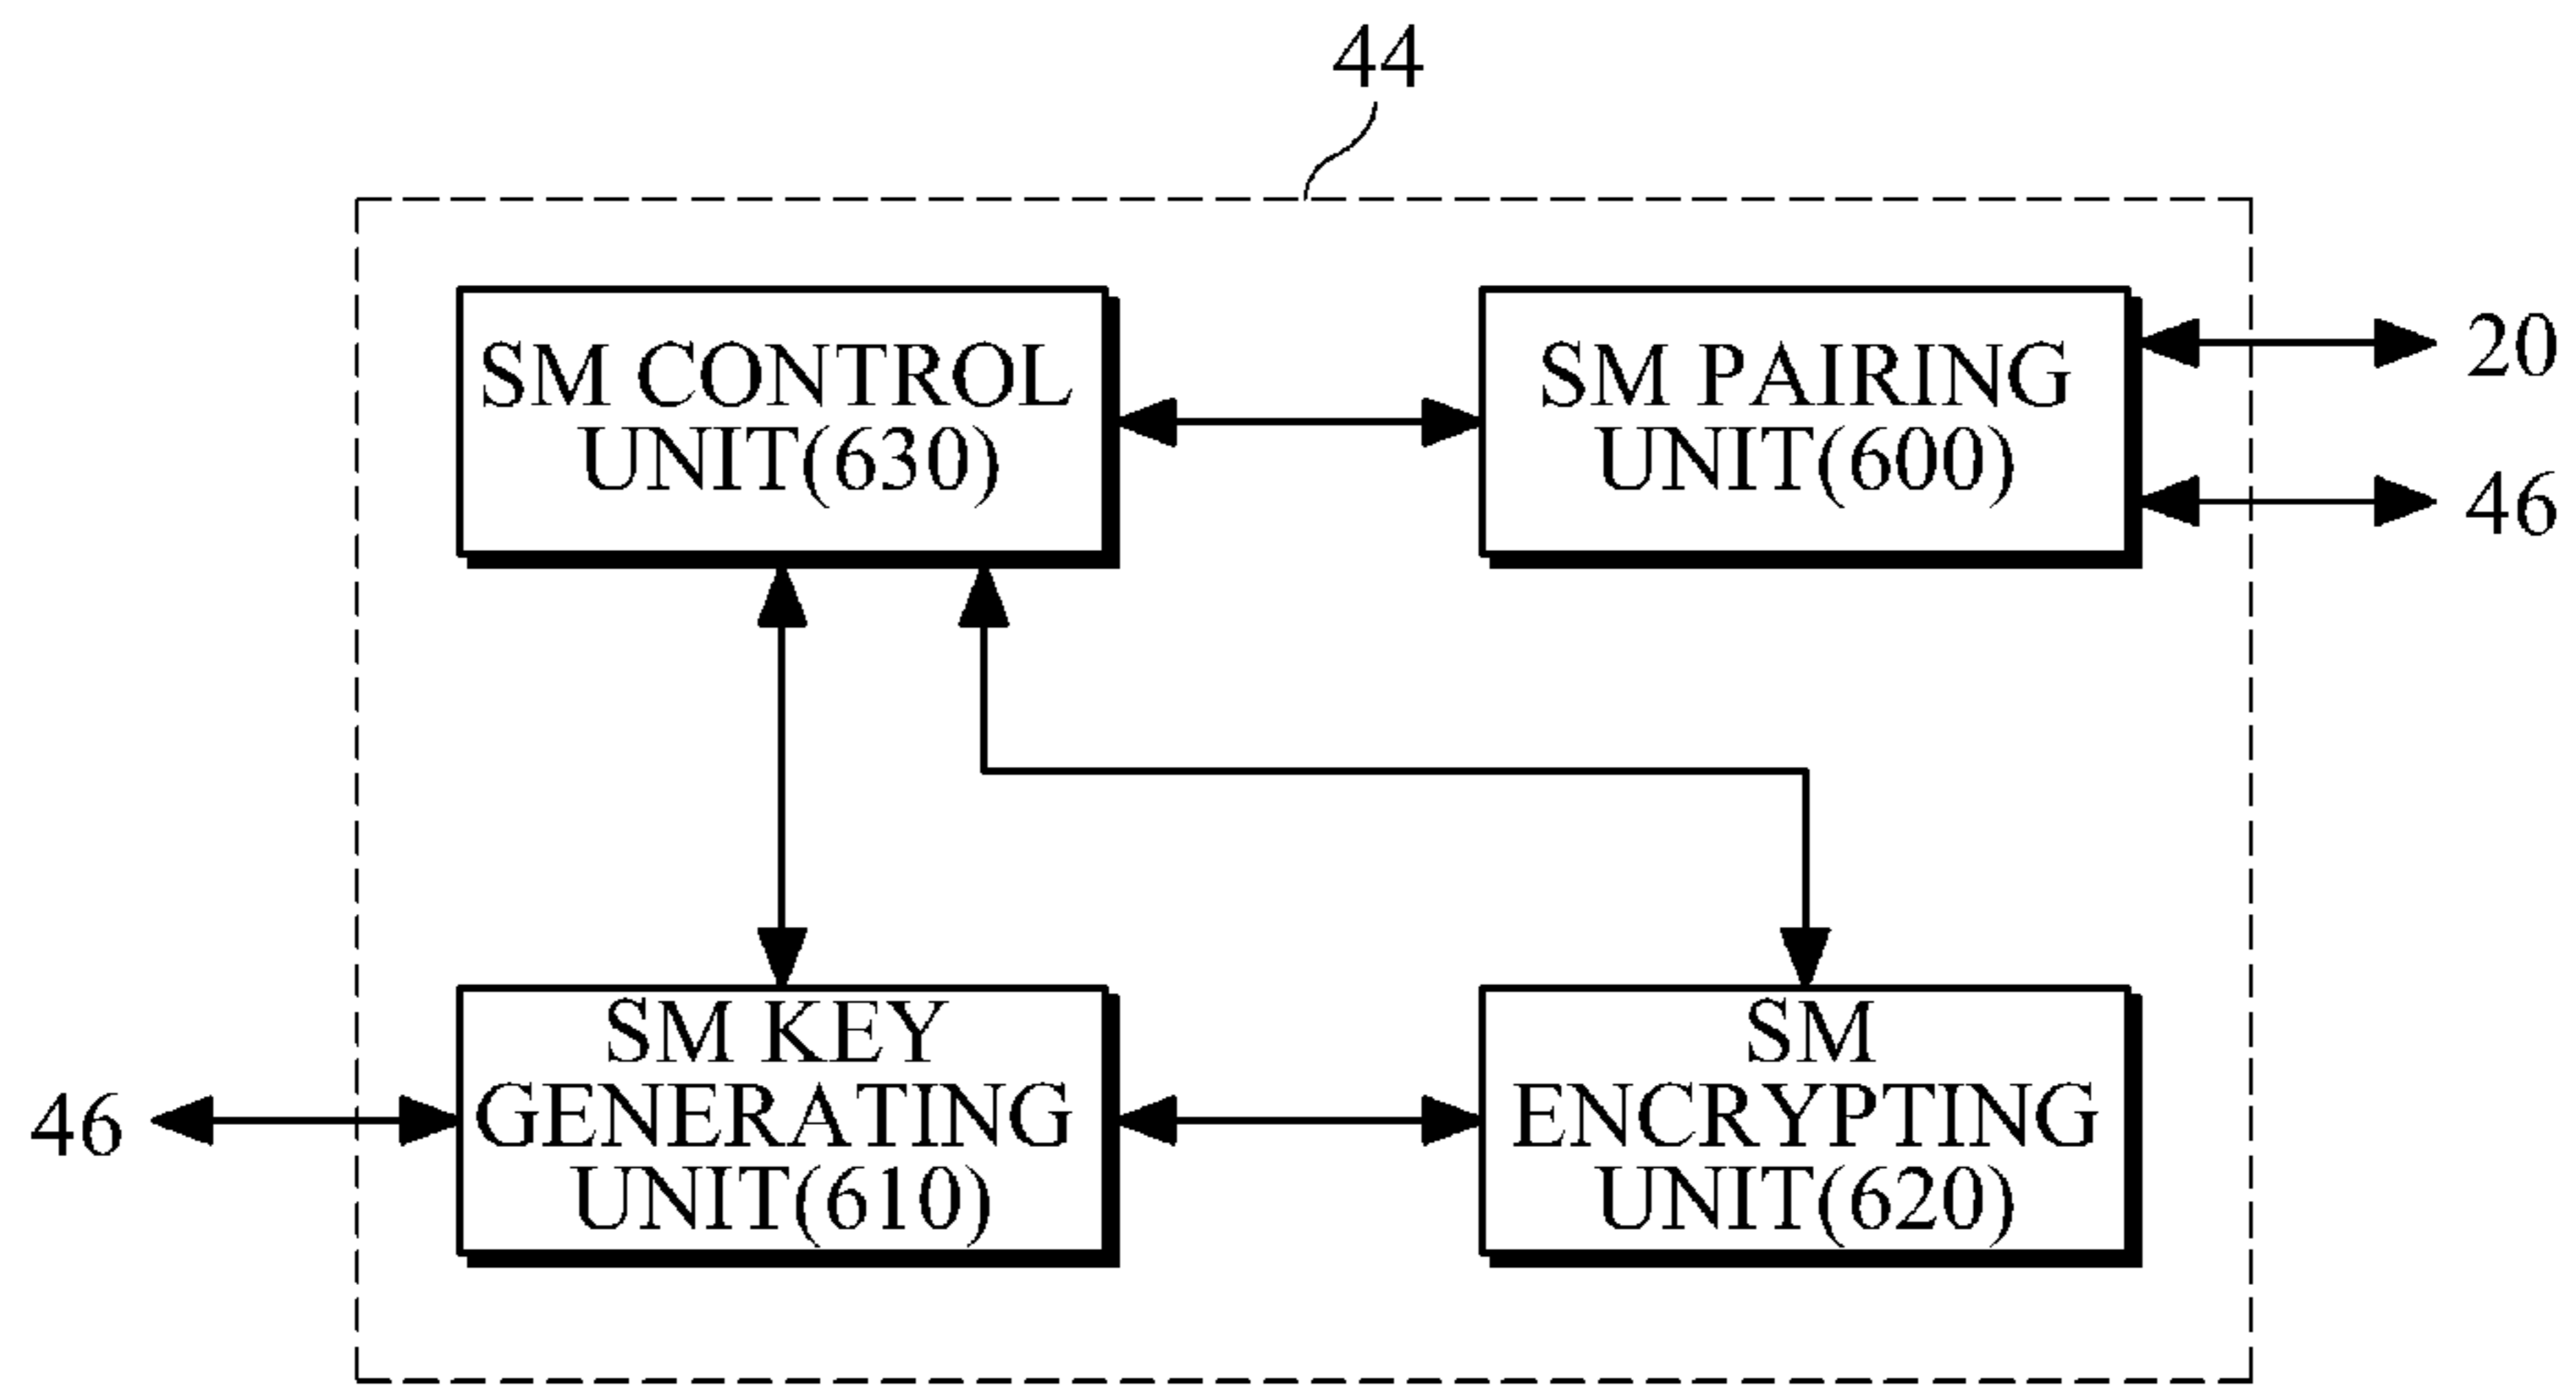 44
SM CONTROL
UNIT(630)
SM PAIRING
UNIT(600)
20
46
46
SM KEY
GENERATING
UNIT(610)
SM
ENCRYPTING
UNIT(620)